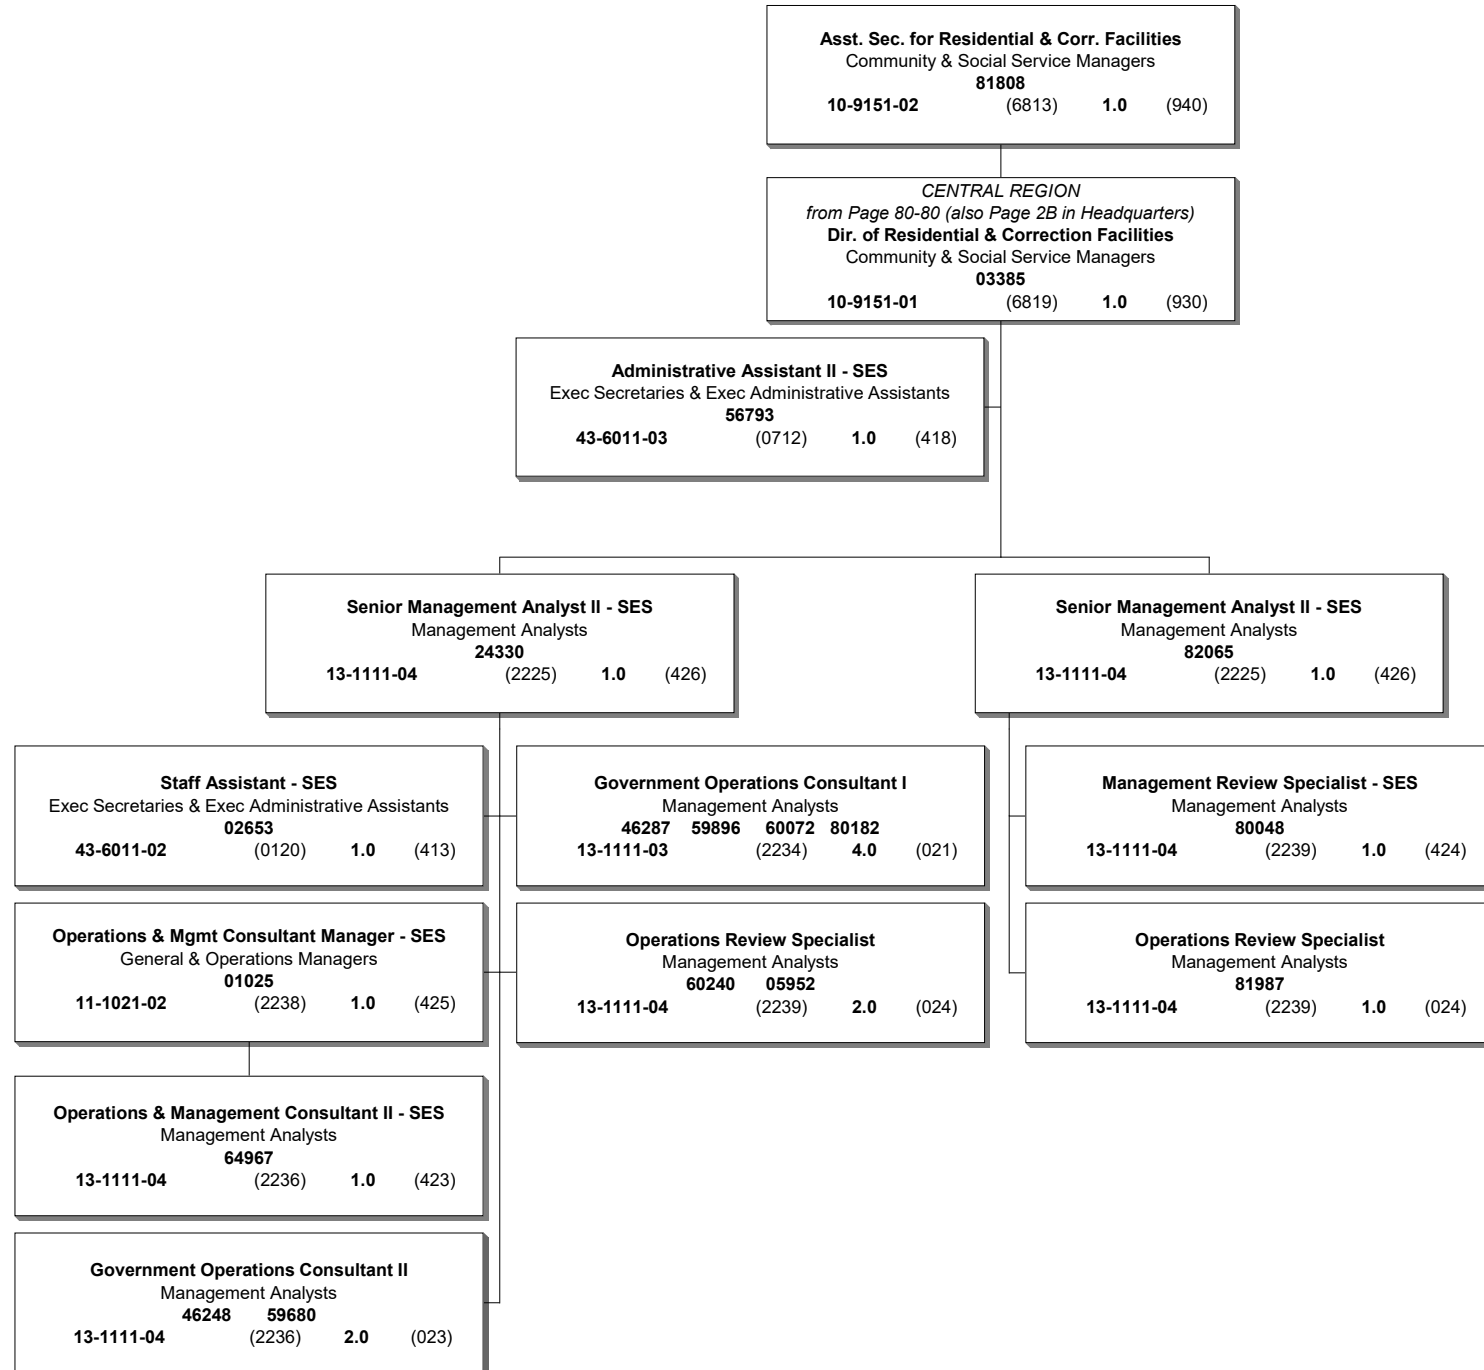 Asst. Sec. for Residential & Corr. Facilities
Community & Social Service Managers
81808
10-9151-02 (6813) 1.0 (940)
CENTRAL REGION
from Page 80-80 (also Page 2B in Headquarters)
Dir. of Residential & Correction Facilities
Community & Social Service Managers
03385
10-9151-01 (6819) 1.0 (930)
Administrative Assistant II - SES
Exec Secretaries & Exec Administrative Assistants
56793
43-6011-03 (0712) 1.0 (418)
Senior Management Analyst II - SES
Management Analysts
24330
13-1111-04 (2225) 1.0 (426)
Senior Management Analyst II - SES
Management Analysts
82065
13-1111-04 (2225) 1.0 (426)
Staff Assistant - SES
Exec Secretaries & Exec Administrative Assistants
02653
43-6011-02 (0120) 1.0 (413)
Government Operations Consultant I
Management Analysts
46287 59896 60072 80182
13-1111-03 (2234) 4.0 (021)
Management Review Specialist - SES
Management Analysts
80048
13-1111-04 (2239) 1.0 (424)
Operations & Mgmt Consultant Manager - SES
General & Operations Managers
01025
11-1021-02 (2238) 1.0 (425)
Operations Review Specialist
Management Analysts
60240 05952
13-1111-04 (2239) 2.0 (024)
Operations Review Specialist
Management Analysts
81987
13-1111-04 (2239) 1.0 (024)
Operations & Management Consultant II - SES
Management Analysts
64967
13-1111-04 (2236) 1.0 (423)
Government Operations Consultant II
Management Analysts
46248 59680
13-1111-04 (2236) 2.0 (023)